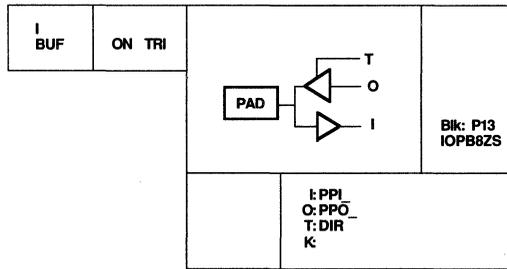 I
BUF
ON TRI
T
O
PAD
I
Blk: P13
IOPB8ZS
I: PPI_
O: PPO_
T: DIR
K: